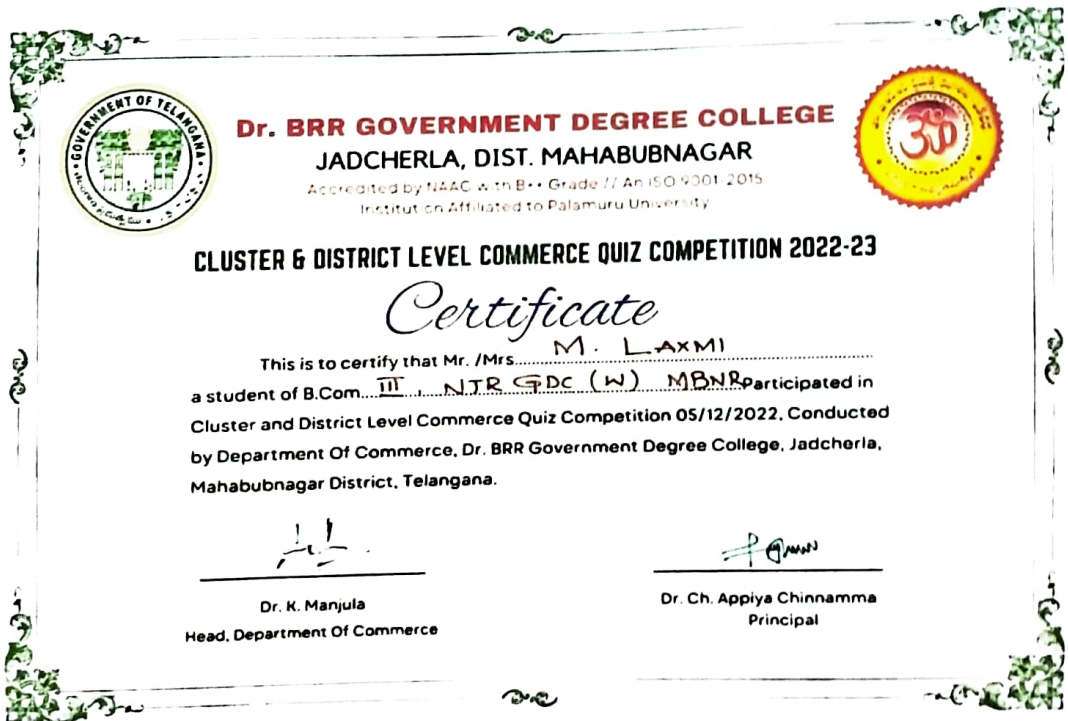 GOVERNMENT OF TELANGANA
Dr. BRR GOVERNMENT DEGREE COLLEGE
JADCHERLA, DIST. MAHABUBNAGAR
Accredited by NAAC with B++ Grade // An ISO 9001-2015
Institution Affiliated to Palamuru University
CLUSTER & DISTRICT LEVEL COMMERCE QUIZ COMPETITION 2022-23
Certificate
This is to certify that Mr. /Mrs. M. LAXMI
a student of B.Com III, NTR GDC (W) MBNR Participated in
Cluster and District Level Commerce Quiz Competition 05/12/2022, Conducted
by Department Of Commerce, Dr. BRR Government Degree College, Jadcherla,
Mahabubnagar District, Telangana.
Dr. K. Manjula
Head, Department Of Commerce
Dr. Ch. Appiya Chinnamma
Principal